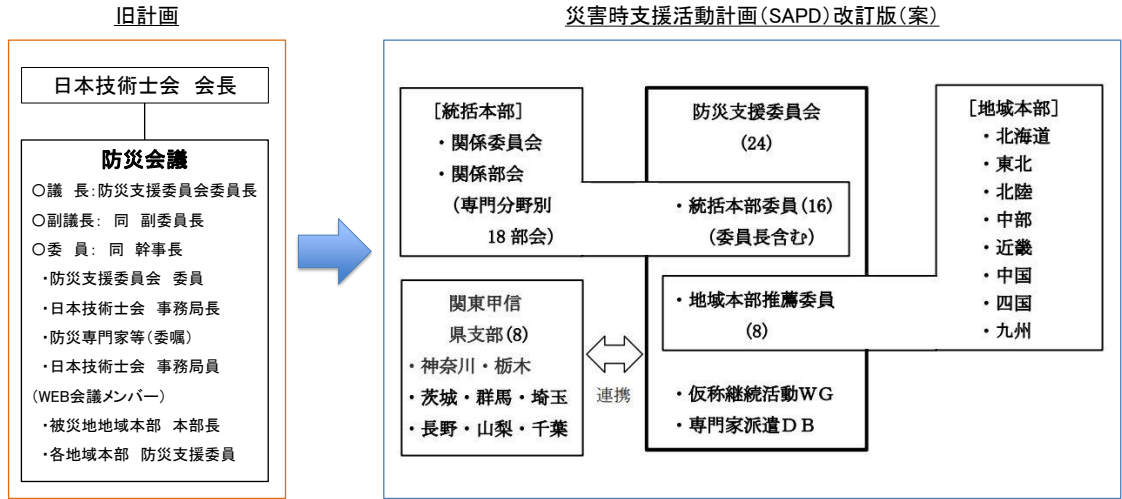 旧計画
災害時支援活動計画(SAPD)改訂版(案)
日本技術士会 会長
防災会議
○議 長:防災支援委員会委員長
○副議長: 同 副委員長
○委 員: 同 幹事長
・防災支援委員会 委員
・日本技術士会 事務局長
・防災専門家等(委嘱)
・日本技術士会 事務局員
(WEB会議メンバー)
・被災地地域本部 本部長
・各地域本部 防災支援委員
[統括本部]
・関係委員会
・関係部会
(専門分野別
18 部会)
防災支援委員会
(24)
・統括本部委員(16)
(委員長含む)
・地域本部推薦委員
(8)
・仮称継続活動WG
・専門家派遣DB
[地域本部]
・北海道
・東北
・北陸
・中部
・近畿
・中国
・四国
・九州
関東甲信
県支部(8)
・神奈川・栃木
・茨城・群馬・埼玉
・長野・山梨・千葉
連携